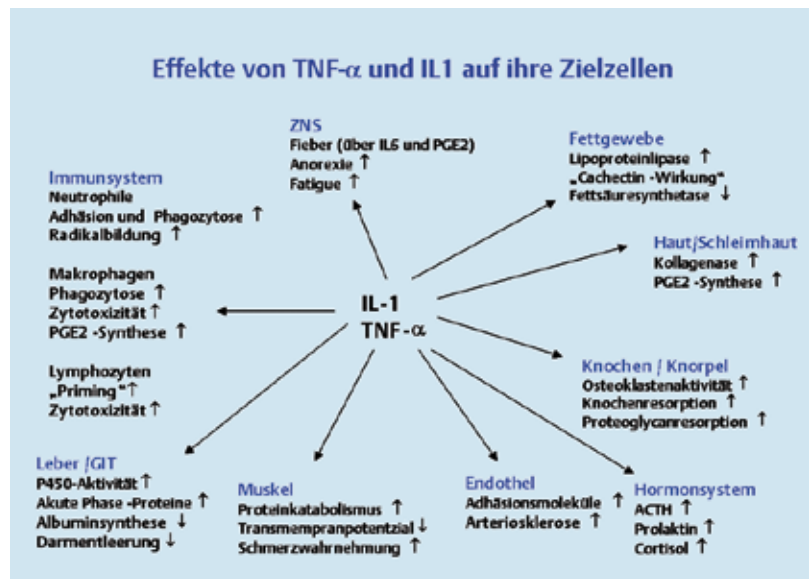 Effekte von TNF-α und IL1 auf ihre Zielzellen
ZNS
Fieber (über IL6 und PGE2)
Anorexie ↑
Fatigue ↑
Fettgewebe
Lipoproteinlipase ↑
„Cachectin -Wirkung"
Fettsäuresynthetase ↓
Immunsystem
Neutrophile
Adhäsion und Phagozytose ↑
Radikalbildung ↑
Makrophagen
Phagozytose ↑
Zytotoxizität ↑
PGE2 -Synthese ↑
Lymphozyten
„Priming" ↑
Zytotoxizität ↑
Haut/Schleimhaut
Kollagenase ↑
PGE2 -Synthese ↑
IL-1
TNF-α
Knochen / Knorpel
Osteoklastenaktivität ↑
Knochenresorption ↑
Proteoglycanresorption ↑
Leber /GIT
P450-Aktivität ↑
Akute Phase -Proteine ↑
Albuminsynthese ↓
Darmentleerung ↓
Muskel
Proteinkatabolismus ↑
Transmempranpotentzial ↓
Schmerzwahrnehmung ↑
Endothel
Adhäsionsmoleküle ↑
Arteriosklerose ↑
Hormonsystem
ACTH ↑
Prolaktin ↑
Cortisol ↑